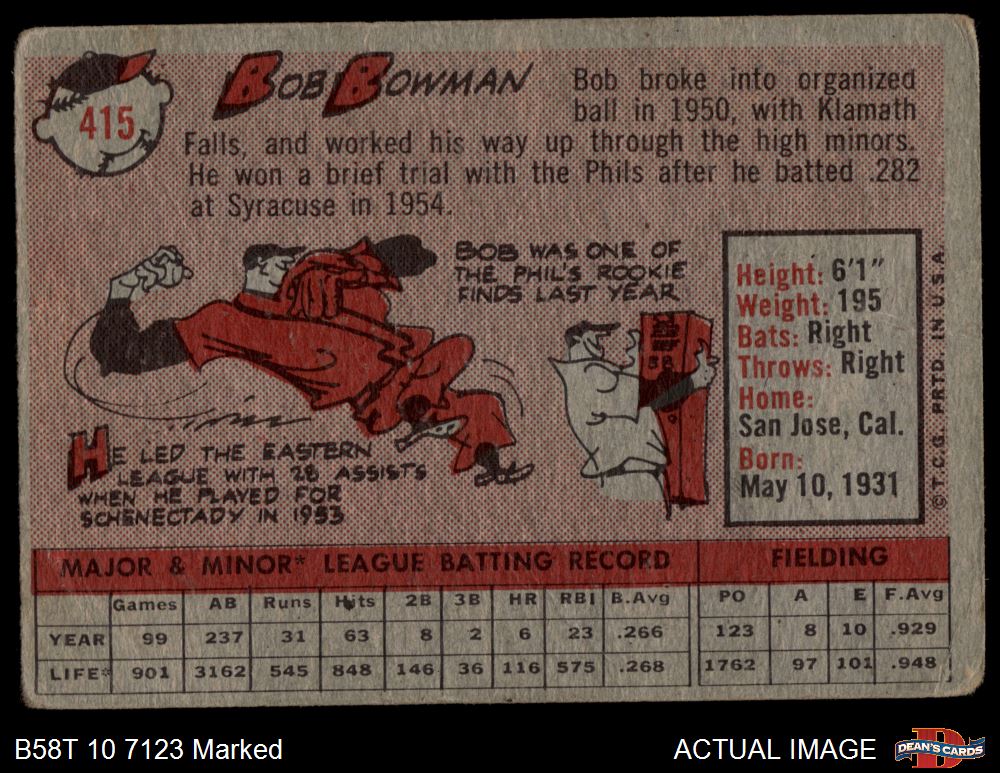 415
BOB BOWMAN
Bob broke into organized
ball in 1950, with Klamath
Falls, and worked his way up through the high minors.
He won a brief trial with the Phils after he batted .282
at Syracuse in 1954.
BOB WAS ONE OF
THE PHIL'S ROOKIE
FINDS LAST YEAR
58
HE LED THE EASTERN
LEAGUE WITH 28 ASSISTS
WHEN HE PLAYED FOR
SCHENECTADY IN 1953
Height: 6'1"
Weight: 195
Bats: Right
Throws: Right
Home:
San Jose, Cal.
Born:
May 10, 1931
© T.C.G. PRTD. IN U.S.A.
MAJOR & MINOR* LEAGUE BATTING RECORD FIELDING
Games AB Runs Hits 2B 3B HR RBI B.Avg PO A E F.Avg
YEAR 99 237 31 63 8 2 6 23 .266 123 8 10 .929
LIFE* 901 3162 545 848 146 36 116 575 .268 1762 97 101 .948
B58T 10 7123 Marked
ACTUAL IMAGE
DEAN'S CARDS